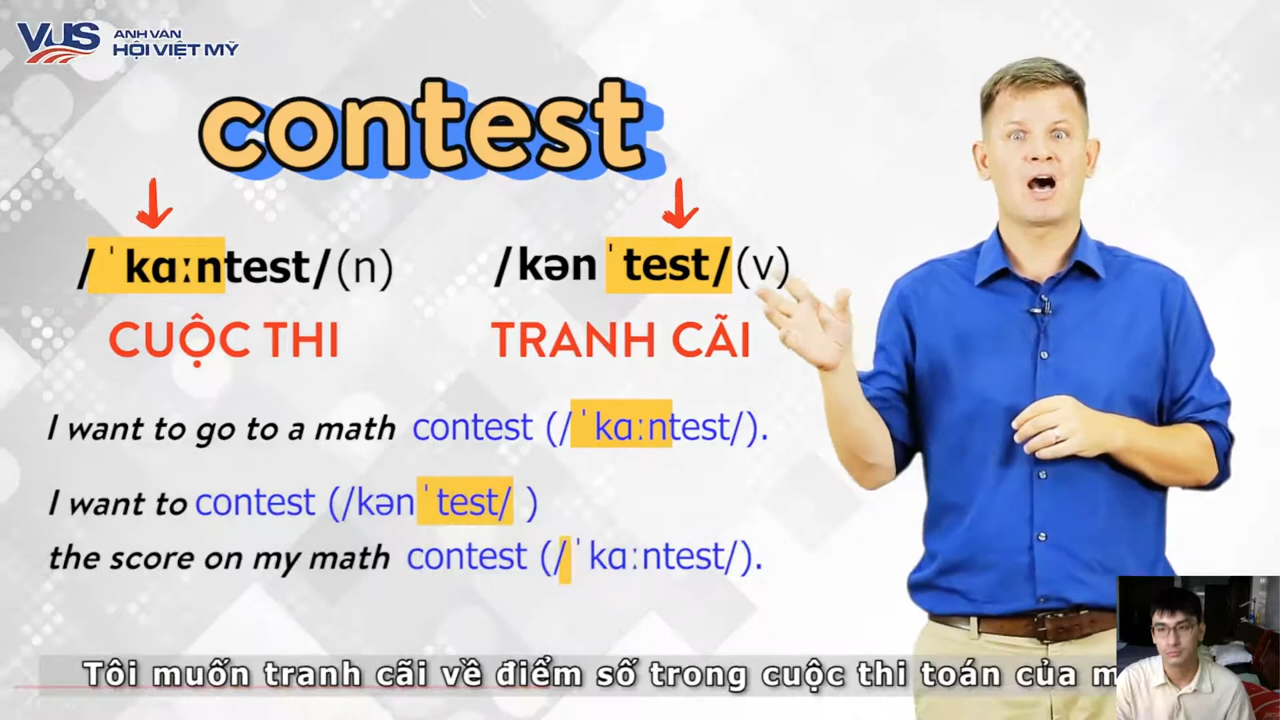 VUS
ANH VĂN
HỘI VIỆT MỸ
contest
/ˈkɑːntest/(n)
/kən ˈtest/(v)
CUỘC THI
TRANH CÃI
I want to go to a math contest (/ˈkɑːntest/).
I want to contest (/kənˈtest/ )
the score on my math contest (/ˈkɑːntest/).
Tôi muốn tranh cãi về điểm số trong cuộc thi toán của m